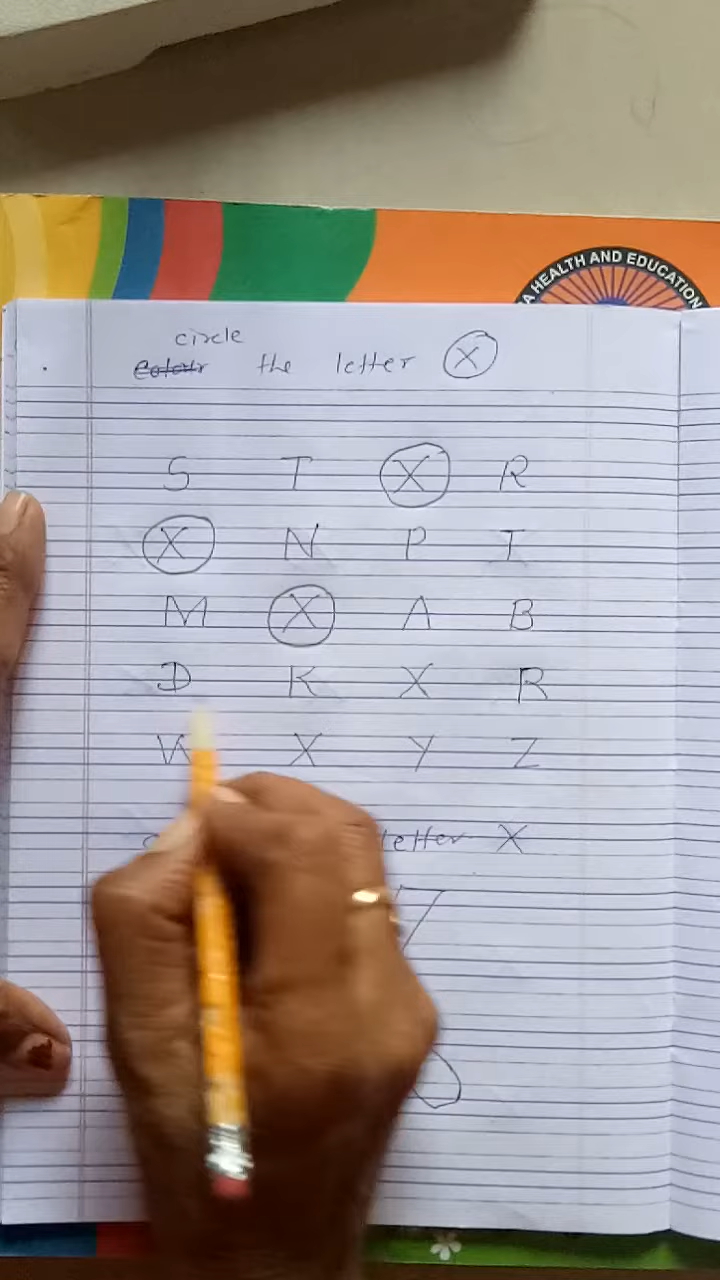 A HEALTH AND EDUCATION
circle
Colour the letter X
S T X R
X N P I
M X A B
D K X R
W X Y Z
letter X